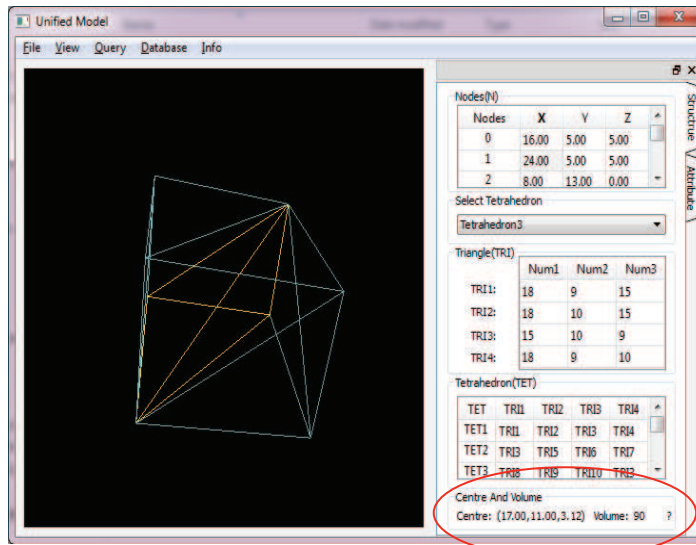 Unified Model
File View Query Database Info
Nodes(N)
Nodes X Y Z
0 16.00 5.00 5.00
1 24.00 5.00 5.00
2 8.00 13.00 0.00
Select Tetrahedron
Tetrahedron3
Triangle(TRI)
Num1 Num2 Num3
TRI1: 18 9 15
TRI2: 18 10 15
TRI3: 15 10 9
TRI4: 18 9 10
Tetrahedron(TET)
TET TRI1 TRI2 TRI3 TRI4
TET1 TRI1 TRI2 TRI3 TRI4
TET2 TRI3 TRI5 TRI6 TRI7
TET3 TRI8 TRI9 TRI10 TRI3
Centre And Volume
Centre: (17.00,11.00,3.12) Volume: 90 ?
Structrue
Attribute